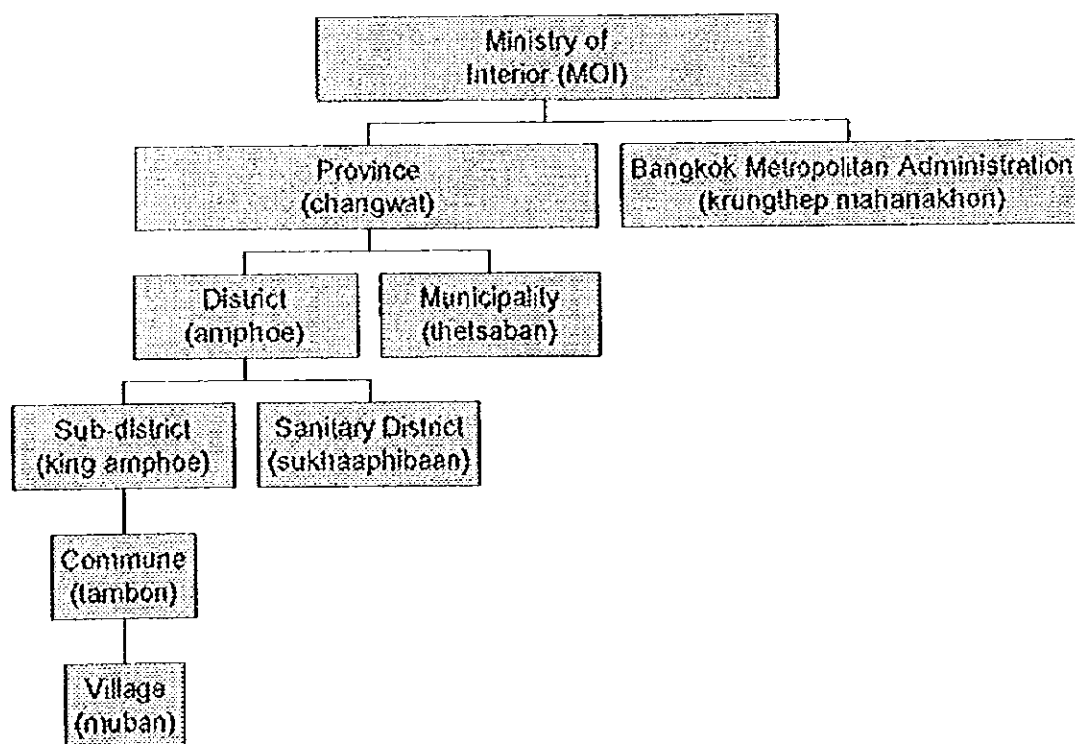 Ministry of
Interior (MOI)
Province
(changwat)
Bangkok Metropolitan Administration
(krungthep mahanakhon)
District
(amphoe)
Municipality
(thetsaban)
Sub-district
(king amphoe)
Sanitary District
(sukhaaphibaan)
Commune
(tambon)
Village
(muban)